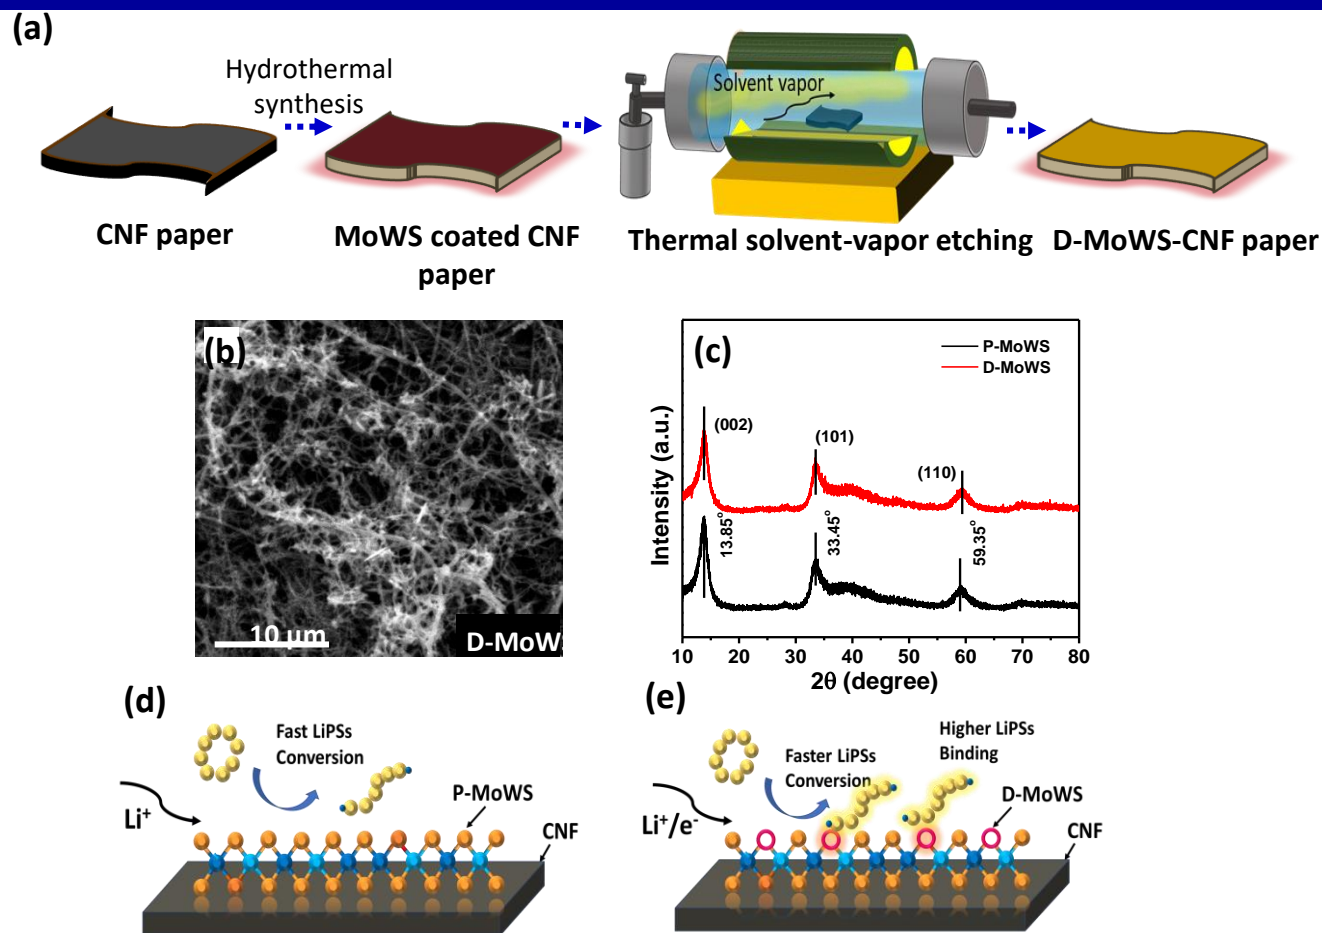 (a)
Hydrothermal
synthesis
Solvent vapor
CNF paper
MoWS coated CNF
paper
Thermal solvent-vapor etching
D-MoWS-CNF paper
(b)
10 µm
D-MoWS
(c)
P-MoWS
D-MoWS
(002)
(101)
(110)
13.85°
33.45°
59.35°
Intensity (a.u.)
10 20 30 40 50 60 70 80
2θ (degree)
(d)
Fast LiPSs
Conversion
P-MoWS
CNF
Li⁺
(e)
Higher LiPSs
Binding
Faster LiPSs
Conversion
D-MoWS
CNF
Li⁺/e⁻